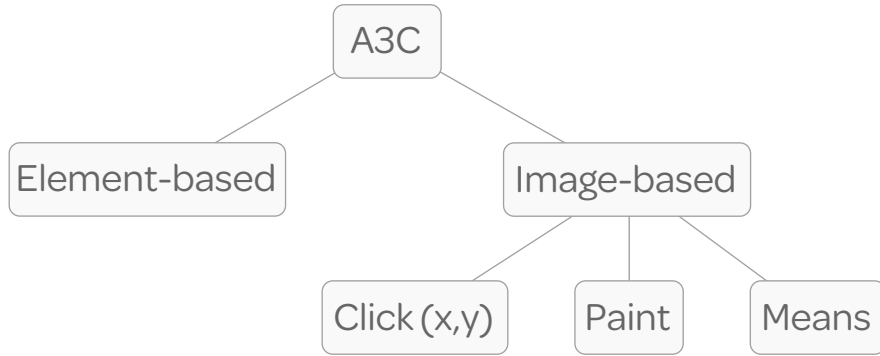 A3C
Element-based
Image-based
Click (x,y)
Paint
Means